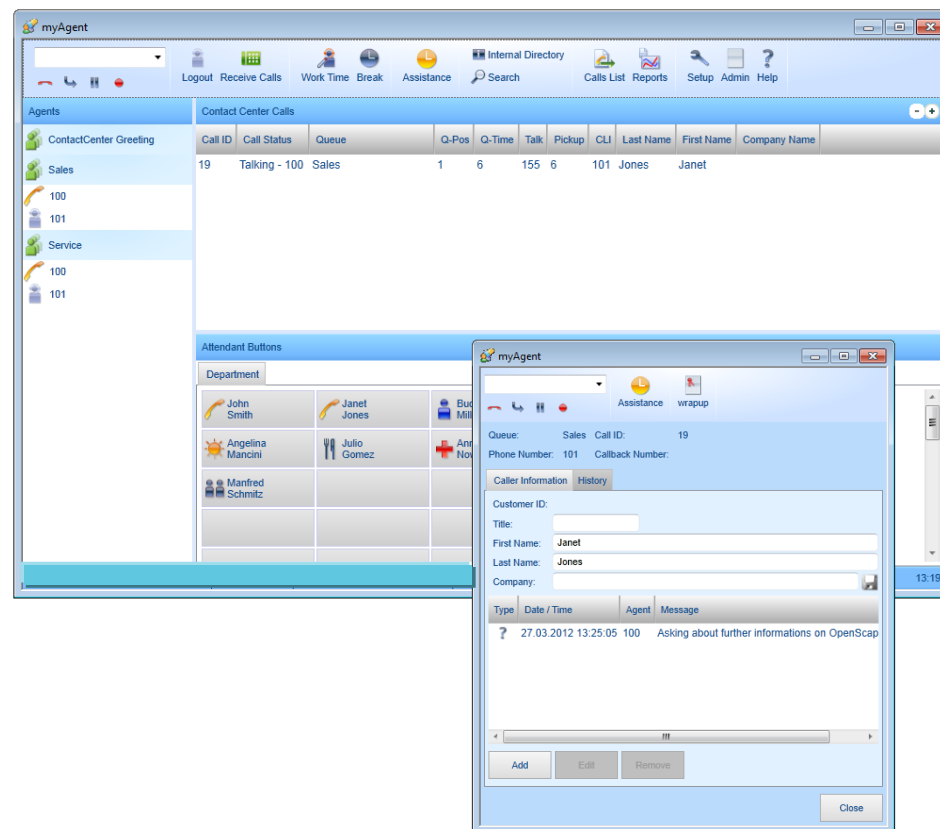 myAgent
Internal Directory
Logout Receive Calls Work Time Break Assistance Search Calls List Reports Setup Admin Help
Agents
ContactCenter Greeting
Sales
100
101
Service
100
101
Contact Center Calls
Call ID Call Status Queue Q-Pos Q-Time Talk Pickup CLI Last Name First Name Company Name
19 Talking - 100 Sales 1 6 155 6 101 Jones Janet
Attendant Buttons
Department
John
Smith
Janet
Jones
Angelina
Mancini
Julio
Gomez
Manfred
Schmitz
13:19
myAgent
Assistance wrapup
Queue: Sales Call ID: 19
Phone Number: 101 Callback Number:
Caller Information History
Customer ID:
Title:
First Name: Janet
Last Name: Jones
Company:
Type Date / Time Agent Message
? 27.03.2012 13:25:05 100 Asking about further informations on OpenScap
Add Edit Remove
Close